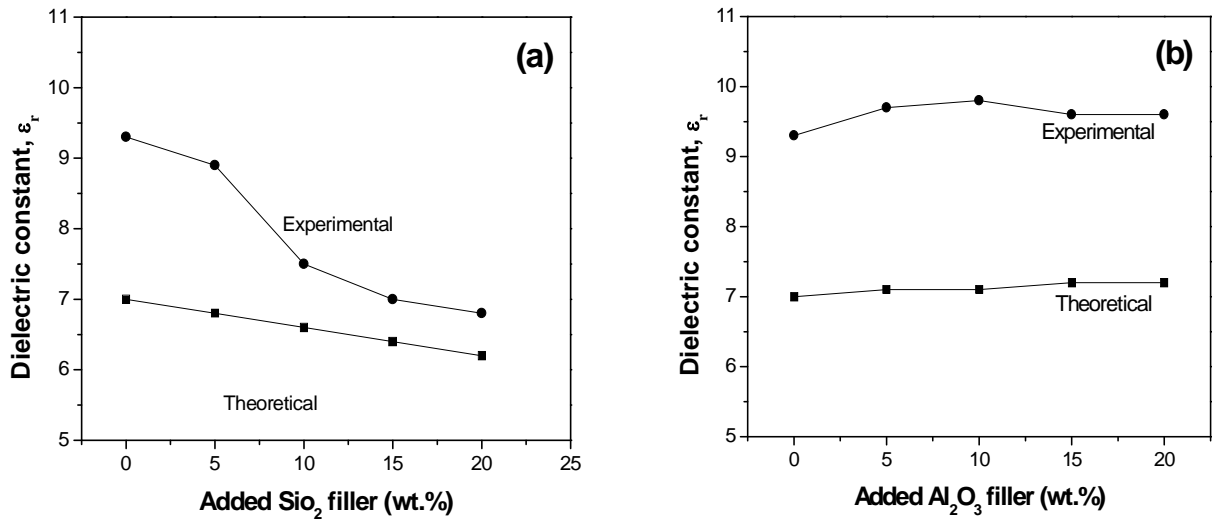 (a)
Dielectric constant, εr
11
10
9
8
7
6
5
Experimental
Theoretical
0 5 10 15 20 25
Added Sio2 filler (wt.%)
(b)
Dielectric constant, εr
11
10
9
8
7
6
5
Experimental
Theoretical
0 5 10 15 20
Added Al2O3 filler (wt.%)